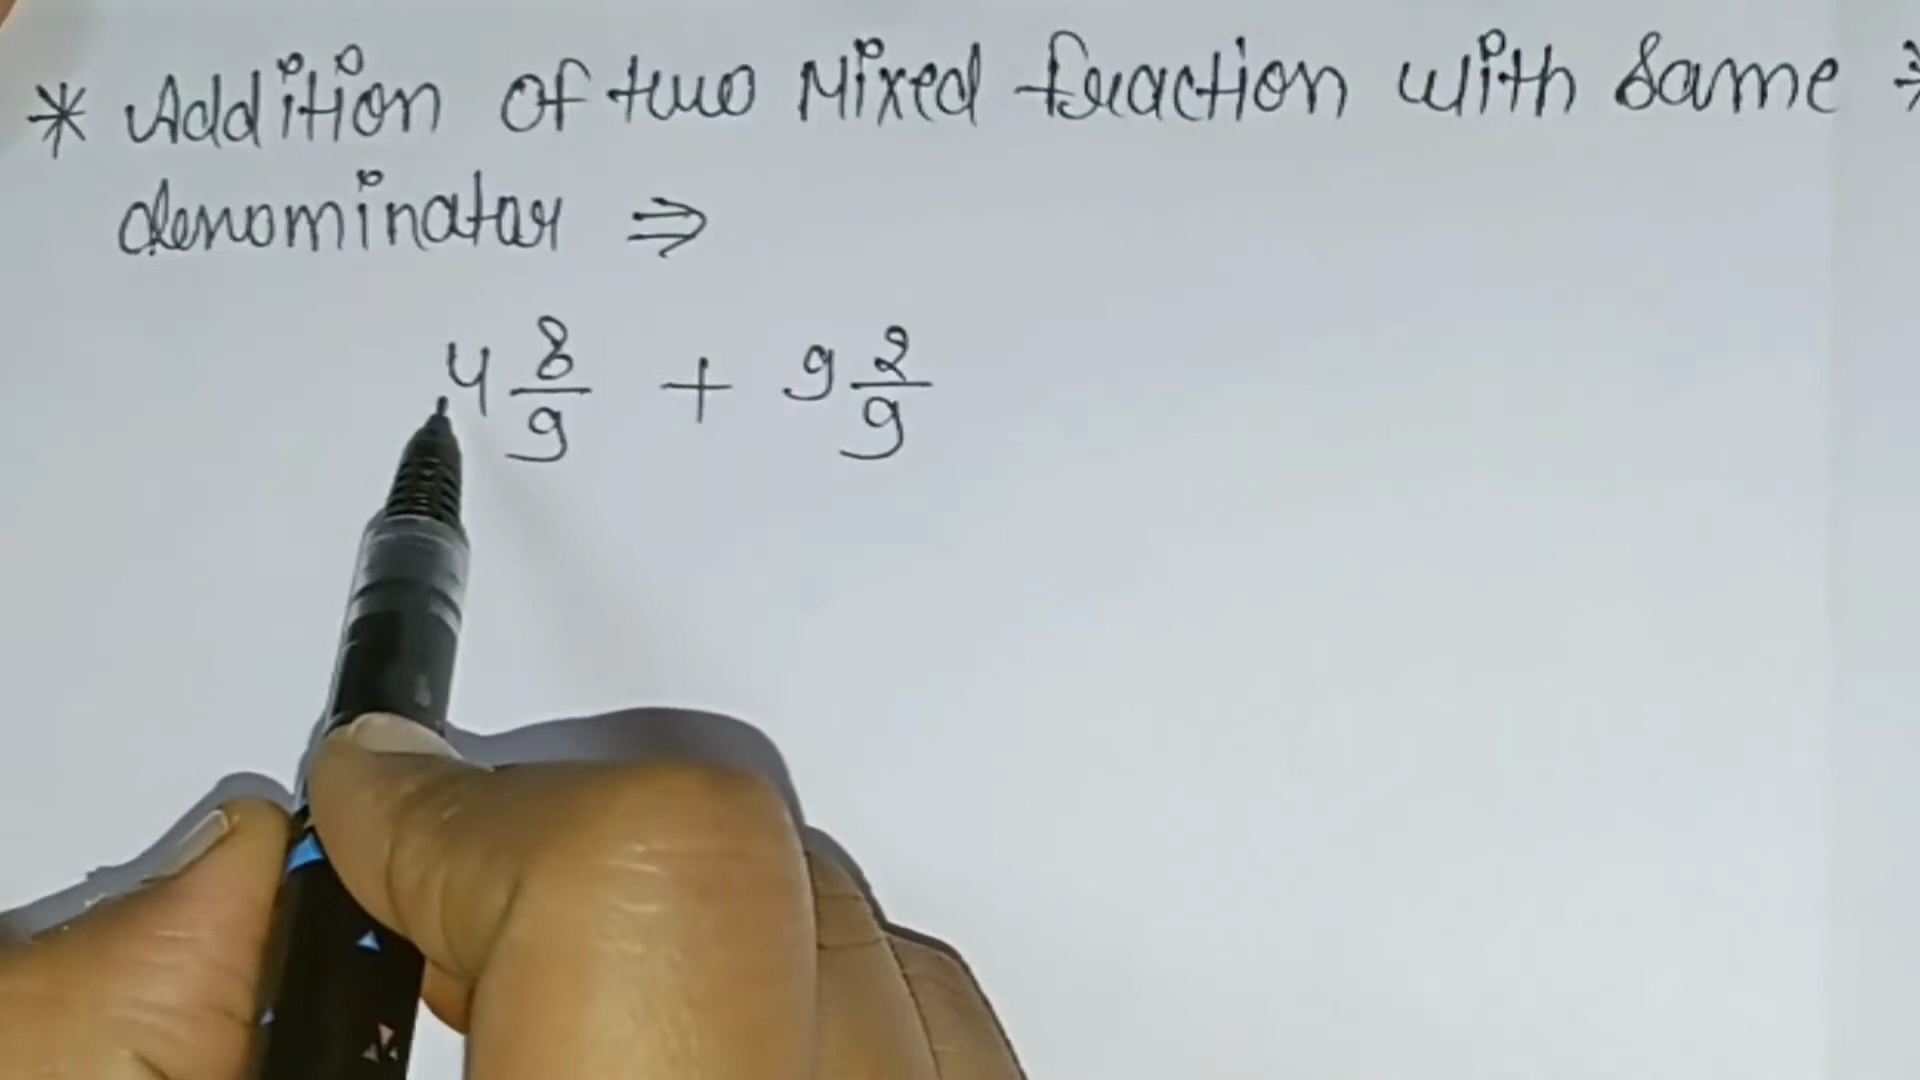 * Addition of two Mixed fraction with same *
denominator ⇒
4 8/9 + 9 2/9